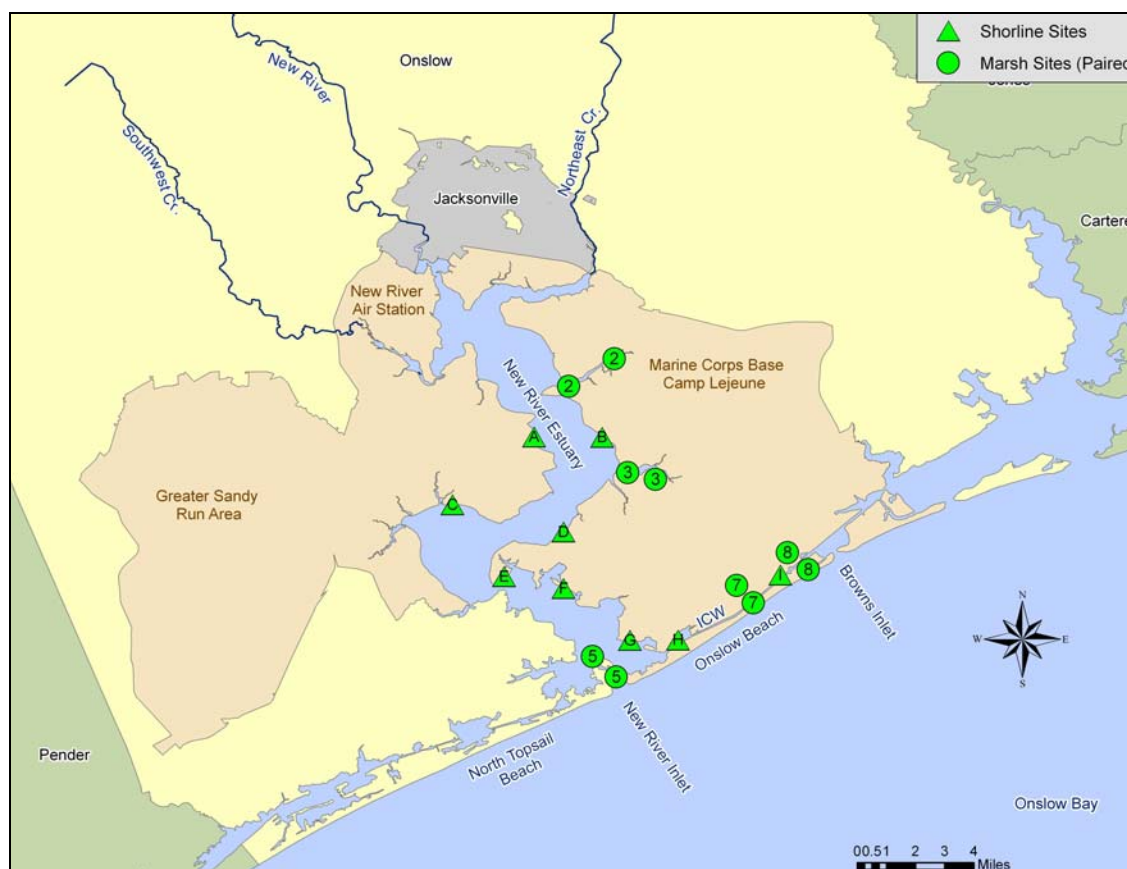 Shorline Sites
Marsh Sites (Paired
Onslow
New River
Northeast Cr.
Southwest Cr.
Jones
Jacksonville
Cartere
New River
Air Station
Marine Corps Base
Camp Lejeune
2
2
New River Estuary
A
B
3
3
Greater Sandy
Run Area
C
D
8
8
E
F
I
7
7
Browns Inlet
ICW
Onslow Beach
G
H
N
W
E
S
5
5
New River Inlet
North Topsail
Beach
Pender
Onslow Bay
00.51 2 3 4
Miles